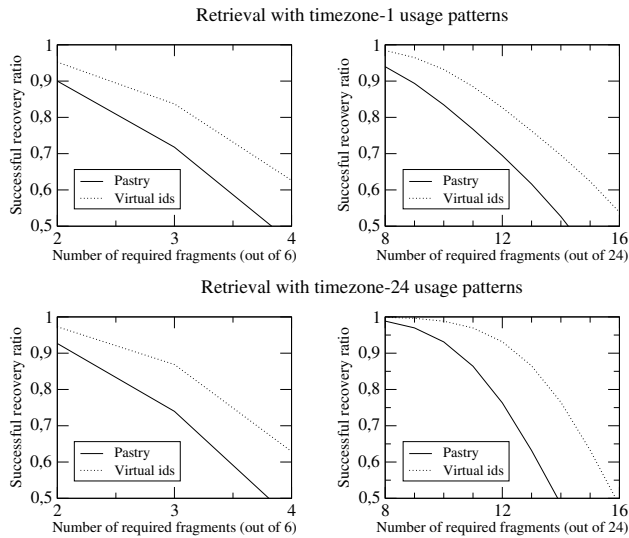 Retrieval with timezone-1 usage patterns
Successful recovery ratio
1
0,9
0,8
0,7
0,6
0,5
Pastry
Virtual ids
2 3 4
Number of required fragments (out of 6)
Succesful recovery ratio
1
0,9
0,8
0,7
0,6
0,5
Pastry
Virtual ids
8 12 16
Number of required fragments (out of 24)
Retrieval with timezone-24 usage patterns
Successful recovery ratio
1
0,9
0,8
0,7
0,6
0,5
Pastry
Virtual ids
2 3 4
Number of required fragments (out of 6)
Successful recovery ratio
1
0,9
0,8
0,7
0,6
0,5
Pastry
Virtual ids
8 12 16
Number of required fragments (out of 24)